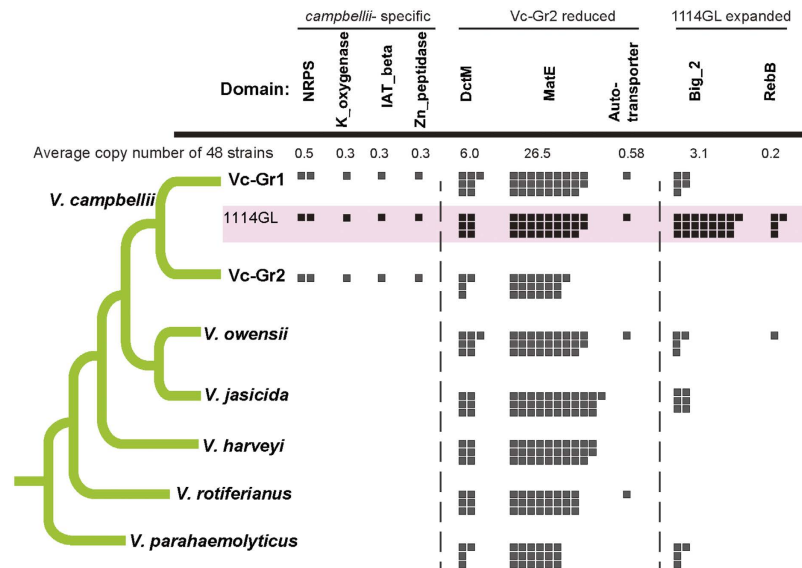 campbellii- specific
Vc-Gr2 reduced
1114GL expanded
Domain:
NRPS
K_oxygenase
IAT_beta
Zn_peptidase
DctM
MatE
Auto-
transporter
Big_2
RebB
Average copy number of 48 strains 0.5 0.3 0.3 0.3 6.0 26.5 0.58 3.1 0.2
V. campbellii
Vc-Gr1
1114GL
Vc-Gr2
V. owensii
V. jasicida
V. harveyi
V. rotiferianus
V. parahaemolyticus